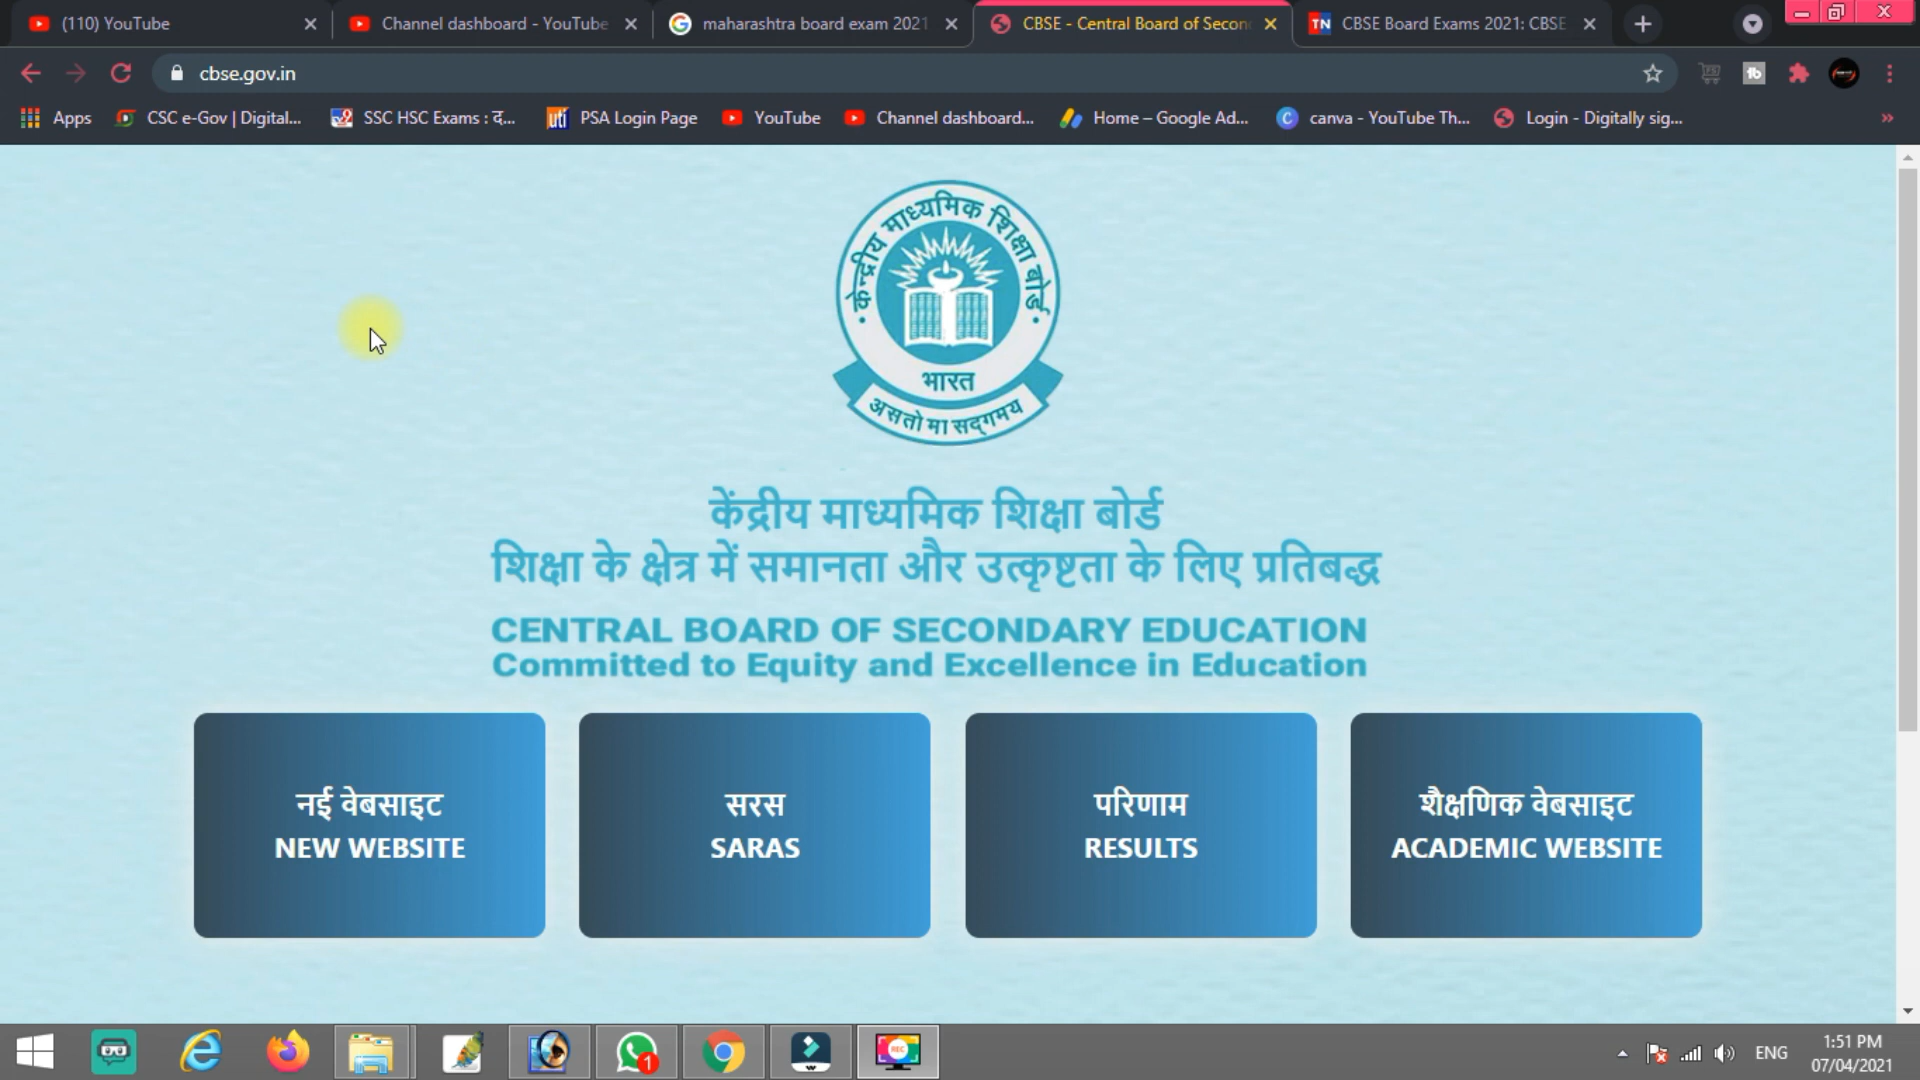 (110) YouTube
Channel dashboard - YouTube
maharashtra board exam 2021
CBSE - Central Board of Secon
CBSE Board Exams 2021: CBSE
cbse.gov.in
Apps
CSC e-Gov | Digital...
SSC HSC Exams : द...
PSA Login Page
YouTube
Channel dashboard...
Home – Google Ad...
canva - YouTube Th...
Login - Digitally sig...
केन्द्रीय माध्यमिक शिक्षा बोर्ड
भारत
असतो मा सद्गमय
केंद्रीय माध्यमिक शिक्षा बोर्ड
शिक्षा के क्षेत्र में समानता और उत्कृष्टता के लिए प्रतिबद्ध
CENTRAL BOARD OF SECONDARY EDUCATION
Committed to Equity and Excellence in Education
नई वेबसाइट
NEW WEBSITE
सरस
SARAS
परिणाम
RESULTS
शैक्षणिक वेबसाइट
ACADEMIC WEBSITE
ENG
1:51 PM
07/04/2021